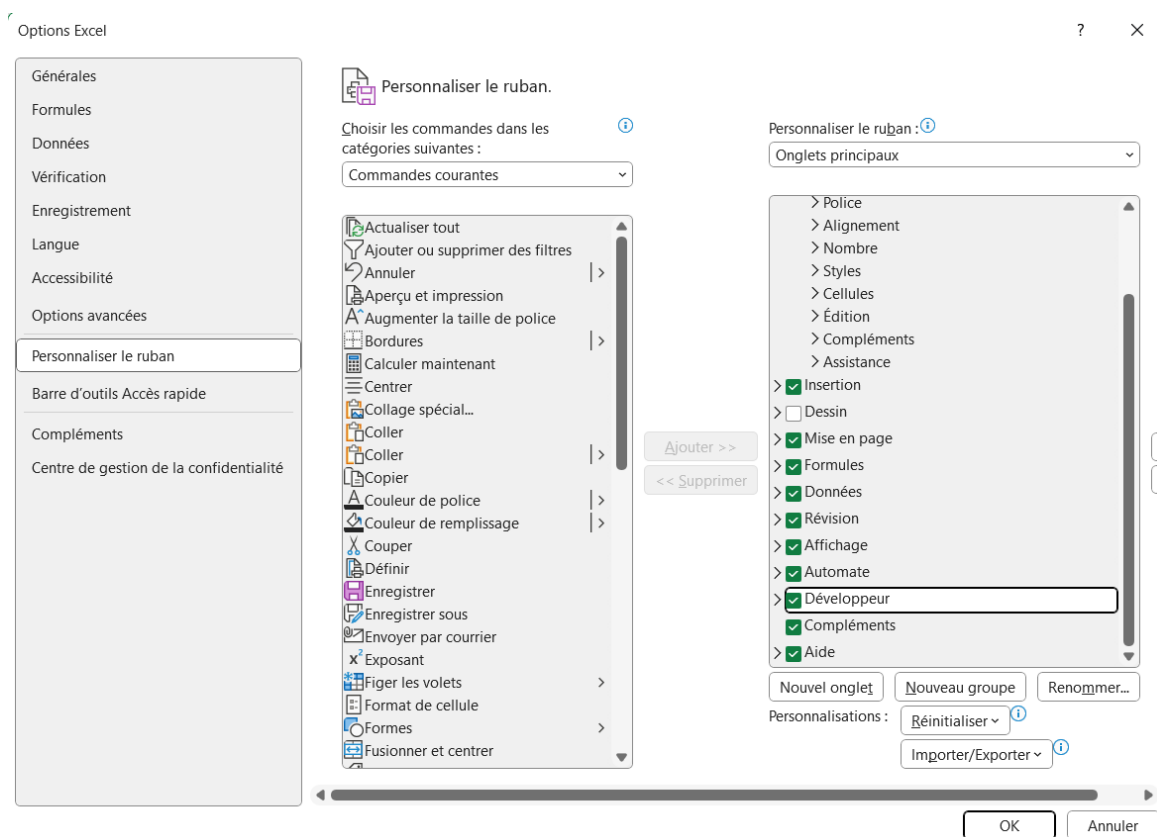 Options Excel
?
Générales
Formules
Données
Vérification
Enregistrement
Langue
Accessibilité
Options avancées
Personnaliser le ruban
Barre d'outils Accès rapide
Compléments
Centre de gestion de la confidentialité
Personnaliser le ruban.
Choisir les commandes dans les
catégories suivantes :
Commandes courantes
Actualiser tout
Ajouter ou supprimer des filtres
Annuler
Aperçu et impression
Augmenter la taille de police
Bordures
Calculer maintenant
Centrer
Collage spécial...
Coller
Coller
Copier
Couleur de police
Couleur de remplissage
Couper
Définir
Enregistrer
Enregistrer sous
Envoyer par courrier
Exposant
Figer les volets
Format de cellule
Formes
Fusionner et centrer
Ajouter >>
<< Supprimer
Personnaliser le ruban :
Onglets principaux
Police
Alignement
Nombre
Styles
Cellules
Édition
Compléments
Assistance
Insertion
Dessin
Mise en page
Formules
Données
Révision
Affichage
Automate
Développeur
Compléments
Aide
Nouvel onglet
Nouveau groupe
Renommer...
Personnalisations :
Réinitialiser
Importer/Exporter
OK
Annuler